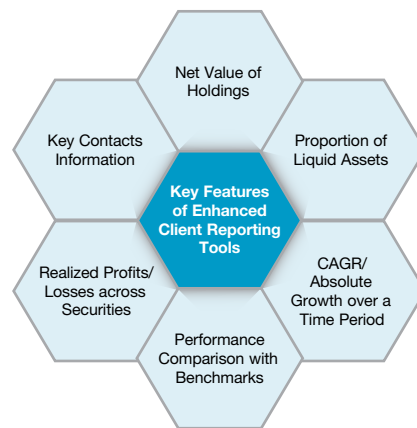 Net Value of
Holdings
Key Contacts
Information
Proportion of
Liquid Assets
Key Features
of Enhanced
Client Reporting
Tools
Realized Profits/
Losses across
Securities
CAGR/
Absolute
Growth over a
Time Period
Performance
Comparison with
Benchmarks